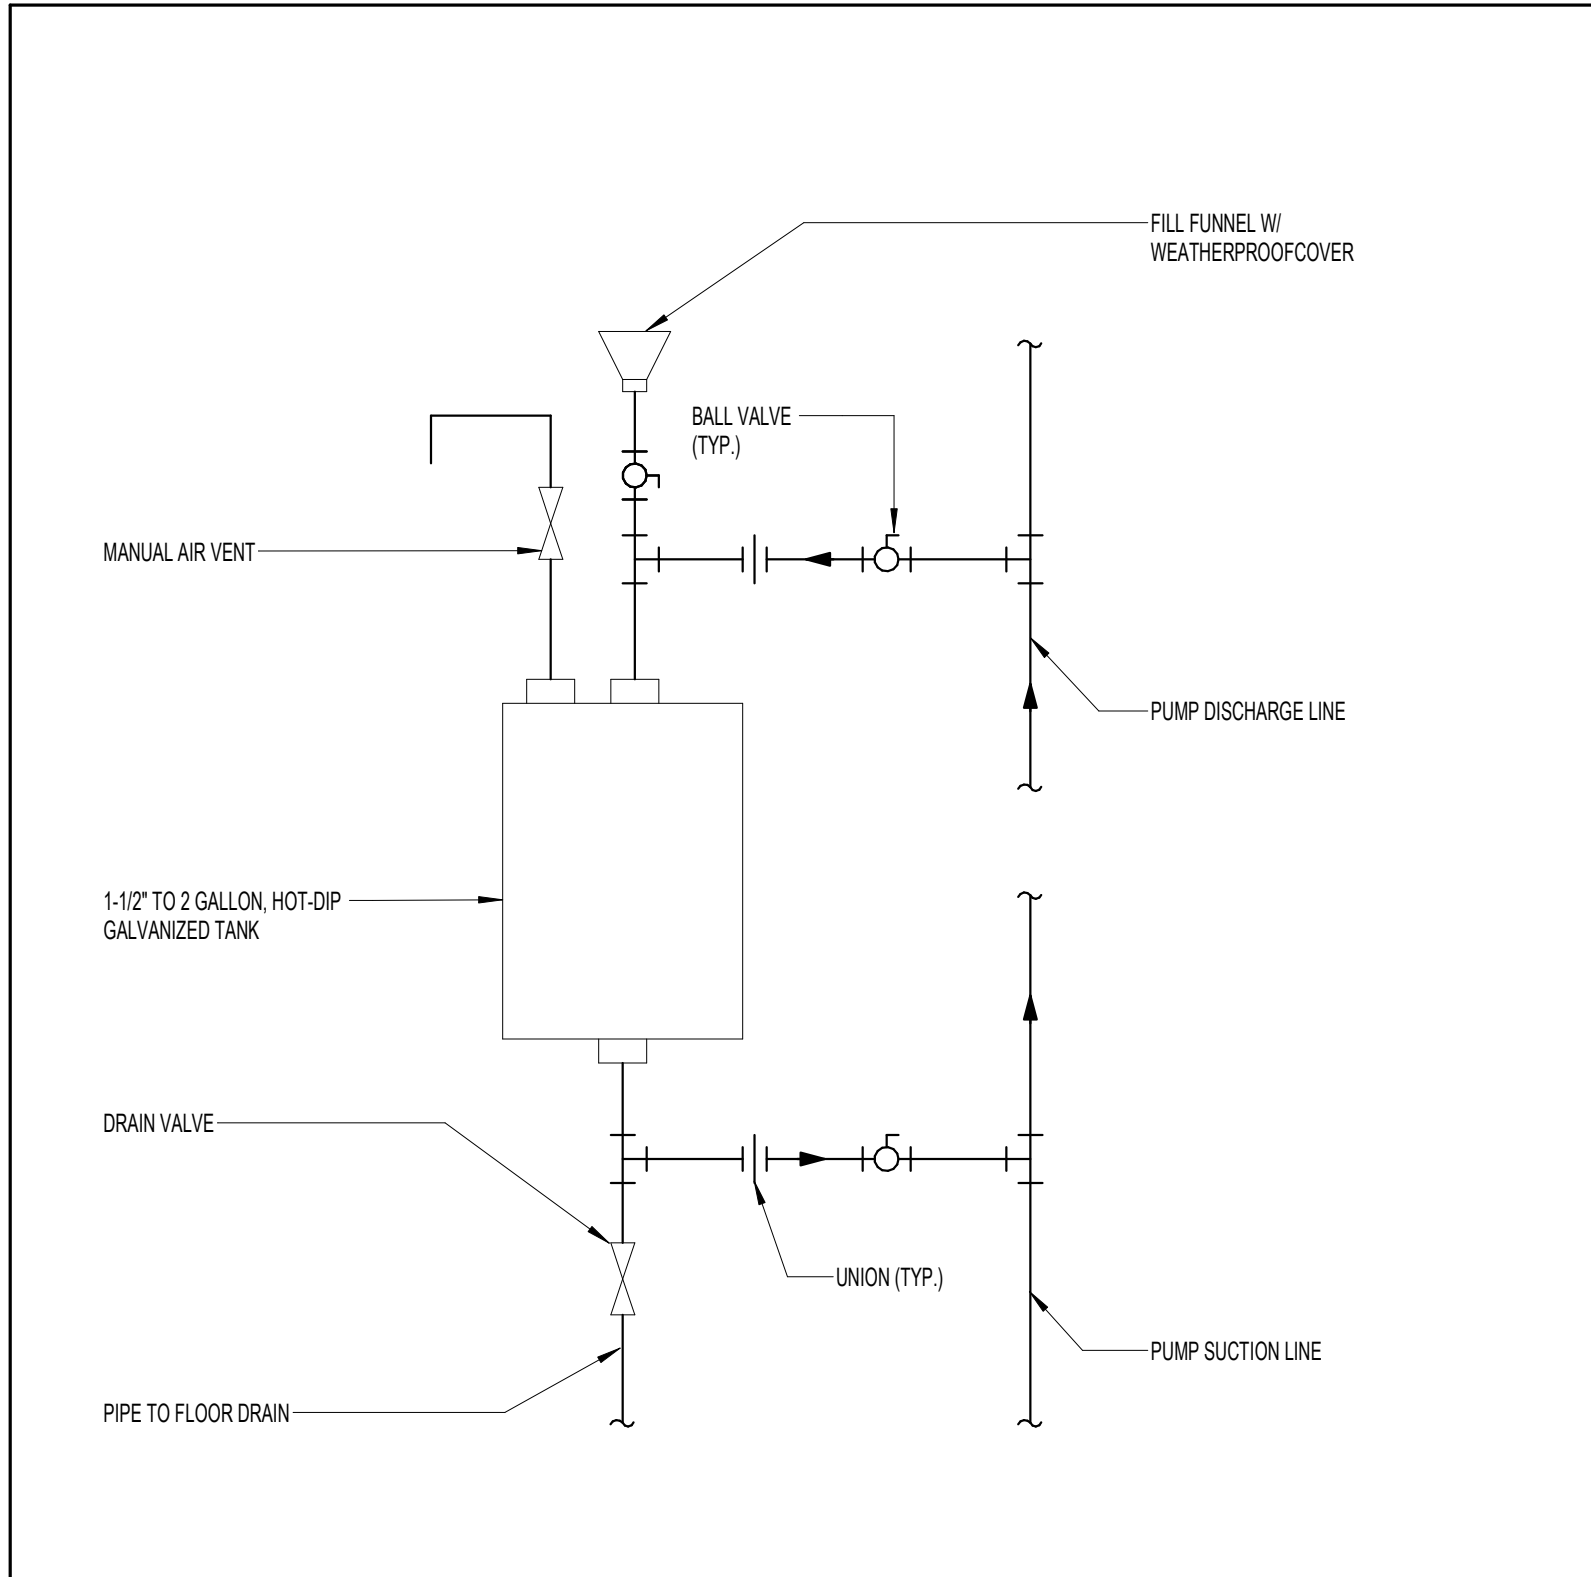 FILL FUNNEL W/
WEATHERPROOFCOVER
BALL VALVE
(TYP.)
MANUAL AIR VENT
PUMP DISCHARGE LINE
1-1/2" TO 2 GALLON, HOT-DIP
GALVANIZED TANK
DRAIN VALVE
UNION (TYP.)
PUMP SUCTION LINE
PIPE TO FLOOR DRAIN